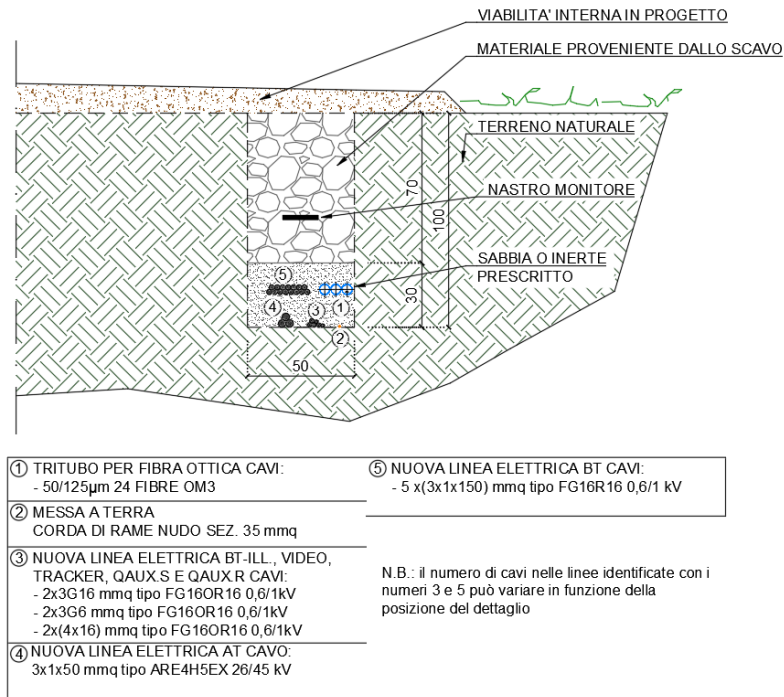 VIABILITA' INTERNA IN PROGETTO
MATERIALE PROVENIENTE DALLO SCAVO
TERRENO NATURALE
70
100
NASTRO MONITORE
SABBIA O INERTE
PRESCRITTO
5
4
3
1
30
2
50
1 TRITUBO PER FIBRA OTTICA CAVI:
- 50/125µm 24 FIBRE OM3
2 MESSA A TERRA
CORDA DI RAME NUDO SEZ. 35 mmq
3 NUOVA LINEA ELETTRICA BT-ILL., VIDEO,
TRACKER, QAUX.S E QAUX.R CAVI:
- 2x3G16 mmq tipo FG16OR16 0,6/1kV
- 2x3G6 mmq tipo FG16OR16 0,6/1kV
- 2x(4x16) mmq tipo FG16OR16 0,6/1kV
4 NUOVA LINEA ELETTRICA AT CAVO:
3x1x50 mmq tipo ARE4H5EX 26/45 kV
5 NUOVA LINEA ELETTRICA BT CAVI:
- 5 x(3x1x150) mmq tipo FG16R16 0,6/1 kV
N.B.: il numero di cavi nelle linee identificate con i
numeri 3 e 5 può variare in funzione della
posizione del dettaglio